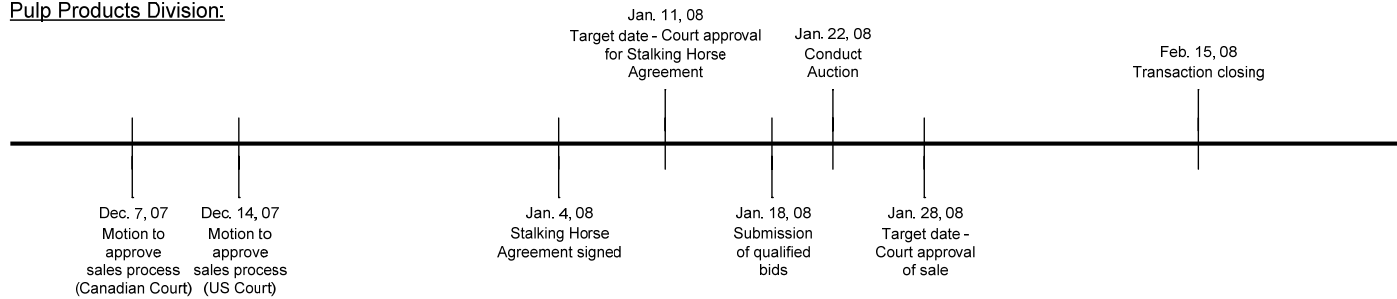 Pulp Products Division:
Jan. 11, 08
Target date - Court approval
for Stalking Horse
Agreement
Jan. 22, 08
Conduct
Auction
Feb. 15, 08
Transaction closing
Dec. 7, 07
Motion to
approve
sales process
(Canadian Court)
Dec. 14, 07
Motion to
approve
sales process
(US Court)
Jan. 4, 08
Stalking Horse
Agreement signed
Jan. 18, 08
Submission
of qualified
bids
Jan. 28, 08
Target date -
Court approval
of sale